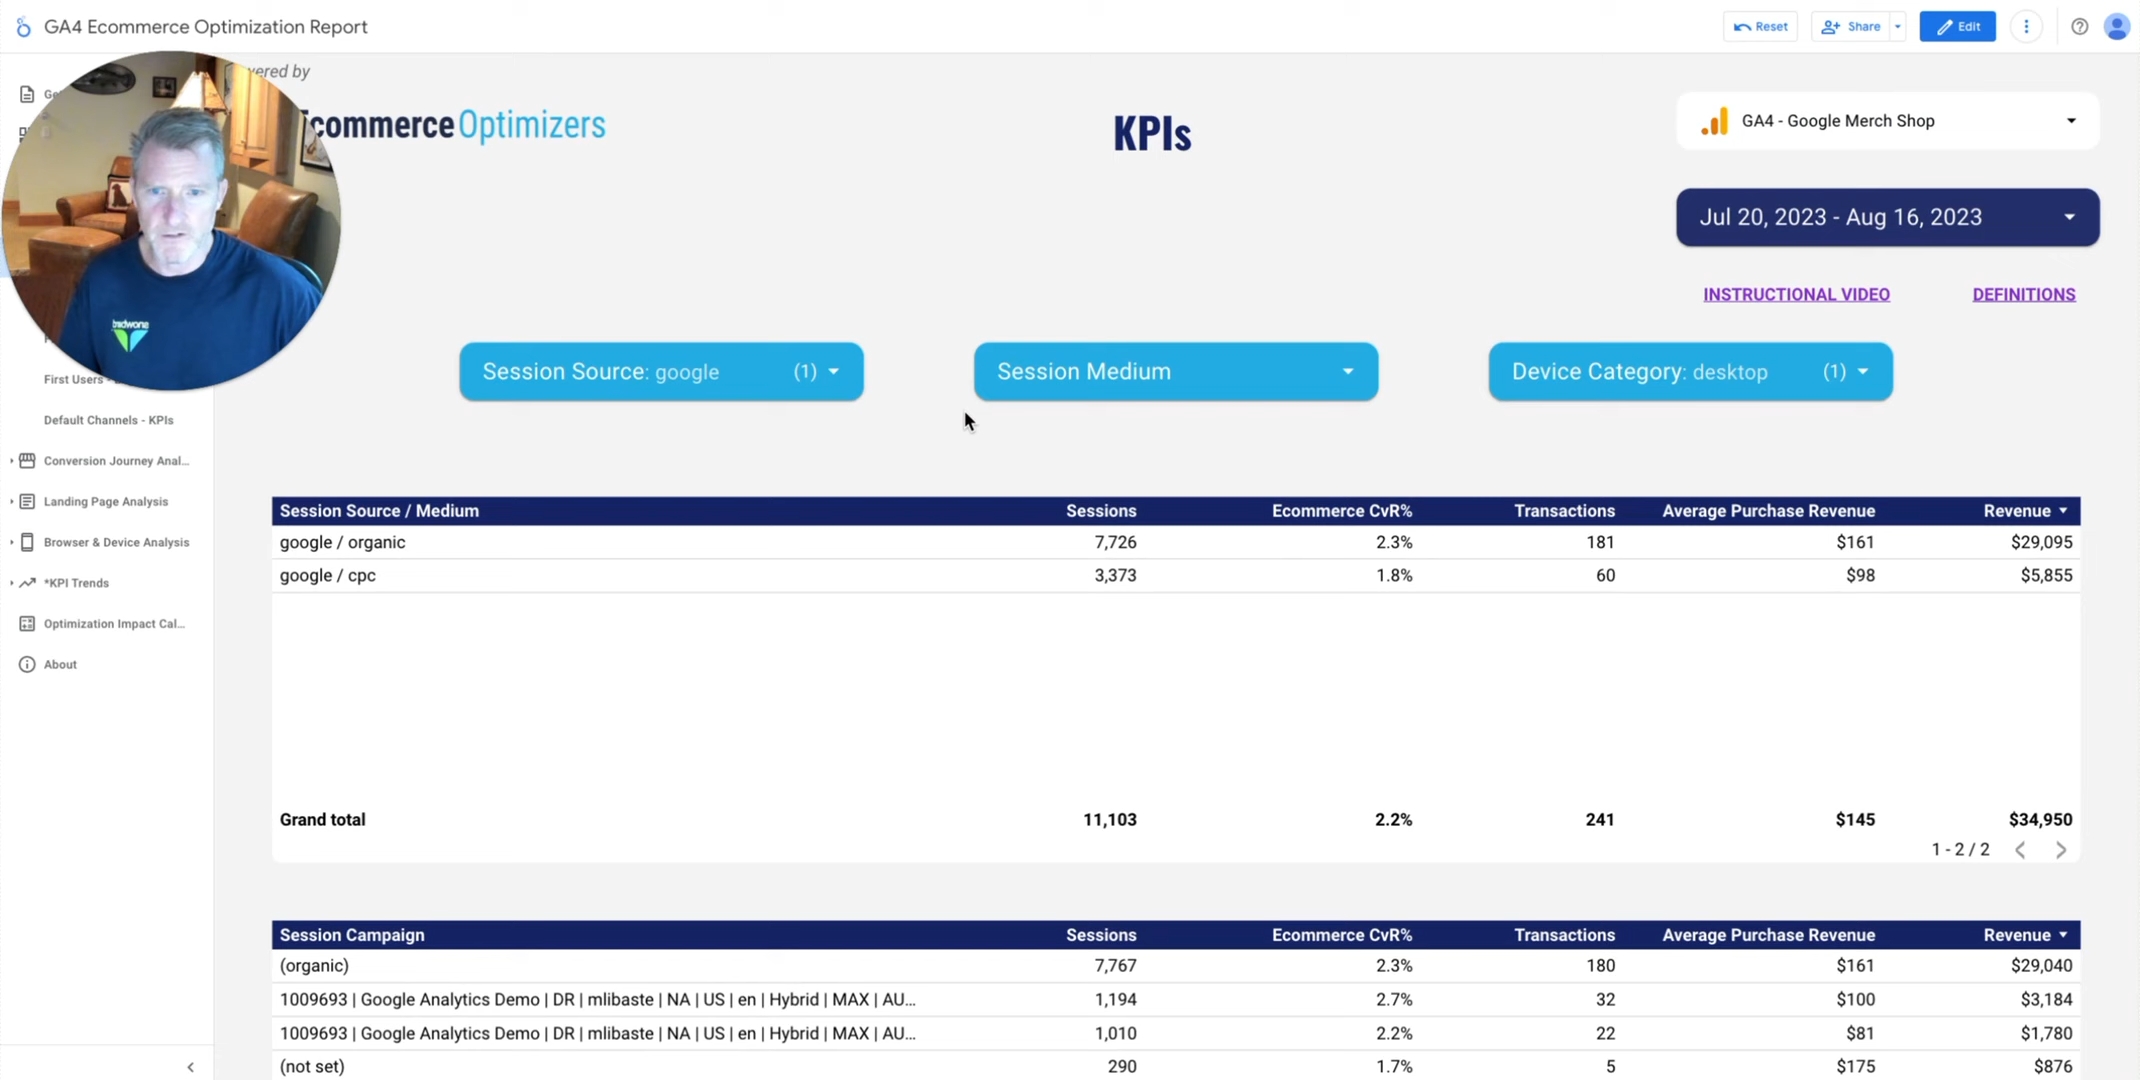 GA4 Ecommerce Optimization Report
Reset
Share
Edit
ered by
commerceOptimizers
KPIs
GA4 - Google Merch Shop
Jul 20, 2023 - Aug 16, 2023
INSTRUCTIONAL VIDEO
DEFINITIONS
Session Source: google (1)
Session Medium
Device Category: desktop (1)
First Users -
Default Channels - KPIs
Conversion Journey Anal...
Landing Page Analysis
Browser & Device Analysis
*KPI Trends
Optimization Impact Cal...
About
Session Source / Medium Sessions Ecommerce CvR% Transactions Average Purchase Revenue Revenue
google / organic 7,726 2.3% 181 $161 $29,095
google / cpc 3,373 1.8% 60 $98 $5,855
Grand total 11,103 2.2% 241 $145 $34,950
1 - 2 / 2
Session Campaign Sessions Ecommerce CvR% Transactions Average Purchase Revenue Revenue
(organic) 7,767 2.3% 180 $161 $29,040
1009693 | Google Analytics Demo | DR | mlibaste | NA | US | en | Hybrid | MAX | AU... 1,194 2.7% 32 $100 $3,184
1009693 | Google Analytics Demo | DR | mlibaste | NA | US | en | Hybrid | MAX | AU... 1,010 2.2% 22 $81 $1,780
(not set) 290 1.7% 5 $175 $876